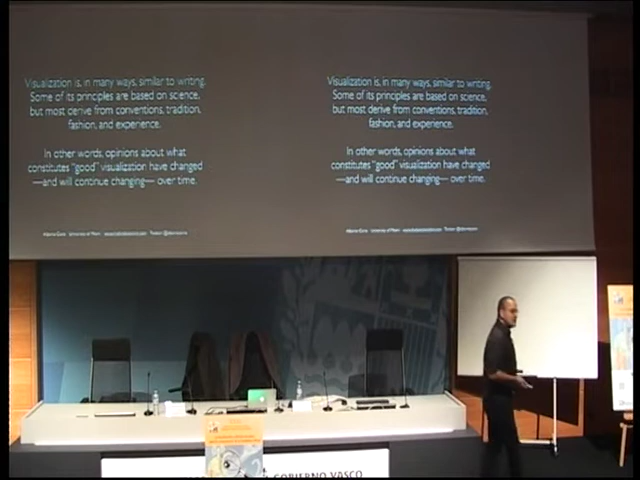 Visualization is, in many ways, similar to writing.
Some of its principles are based on science,
but most derive from conventions, tradition,
fashion, and experience.
In other words, opinions about what
constitutes "good" visualization have changed
—and will continue changing— over time.
Visualization is, in many ways, similar to writing.
Some of its principles are based on science,
but most derive from conventions, tradition,
fashion, and experience.
In other words, opinions about what
constitutes "good" visualization have changed
—and will continue changing— over time.
GOBIERNO VASCO